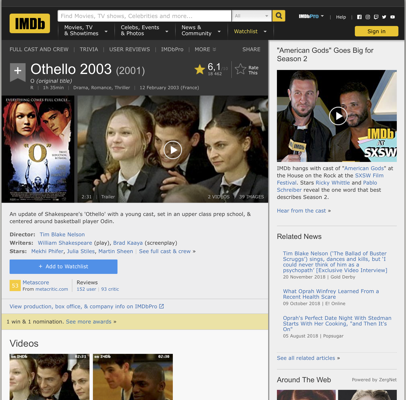 IMDb
Find Movies, TV shows, Celebrities and more...
All
IMDbPro
Help
Movies, TV & Showtimes
Celebs, Events & Photos
News & Community
Watchlist
Sign in
FULL CAST AND CREW | TRIVIA | USER REVIEWS | IMDbPro | MORE
SHARE
Othello 2003 (2001)
O (original title)
R | 1h 35min | Drama, Romance, Thriller | 12 February 2003 (France)
6,1
Rate This
"O"
2:31 | Trailer
2 VIDEOS
39 IMAGES
An update of Shakespeare's 'Othello' with a young cast, set in an upper class prep school, & centered around basketball player Odin.
Director: Tim Blake Nelson
Writers: William Shakespeare (play), Brad Kaaya (screenplay)
Stars: Mekhi Phifer, Julia Stiles, Martin Sheen | See full cast & crew »
+ Add to Watchlist
Metascore
From metacritic.com
Reviews
152 user | 93 critic
View production, box office, & company info on IMDbPro
1 win & 1 nomination. See more awards »
Videos
"American Gods" Goes Big for Season 2
IMDb
at
SXSW
IMDb hangs with cast of "American Gods" at the House on the Rock at the SXSW Film Festival. Stars Ricky Whittle and Pablo Schreiber reveal the one word that best describes Season 2.
Hear from the cast »
Related News
Tim Blake Nelson ('The Ballad of Buster Scruggs') sings, dances and kills, but 'I could never think of him as a psychopath' [Exclusive Video Interview]
20 November 2018 | Gold Derby
What Oprah Winfrey Learned From a Recent Health Scare
09 October 2018 | E! Online
Oprah's Perfect Date Night With Stedman Starts With Her Cooking, "and Then It's On"
05 August 2018 | Popsugar
See all related articles »
Around The Web
Powered by ZergNet